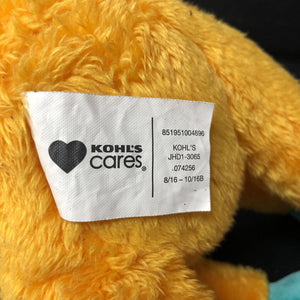 KOHL'S
cares®
851951004696
KOHL'S
JHD1-3065
.074256
8/16 – 10/16B